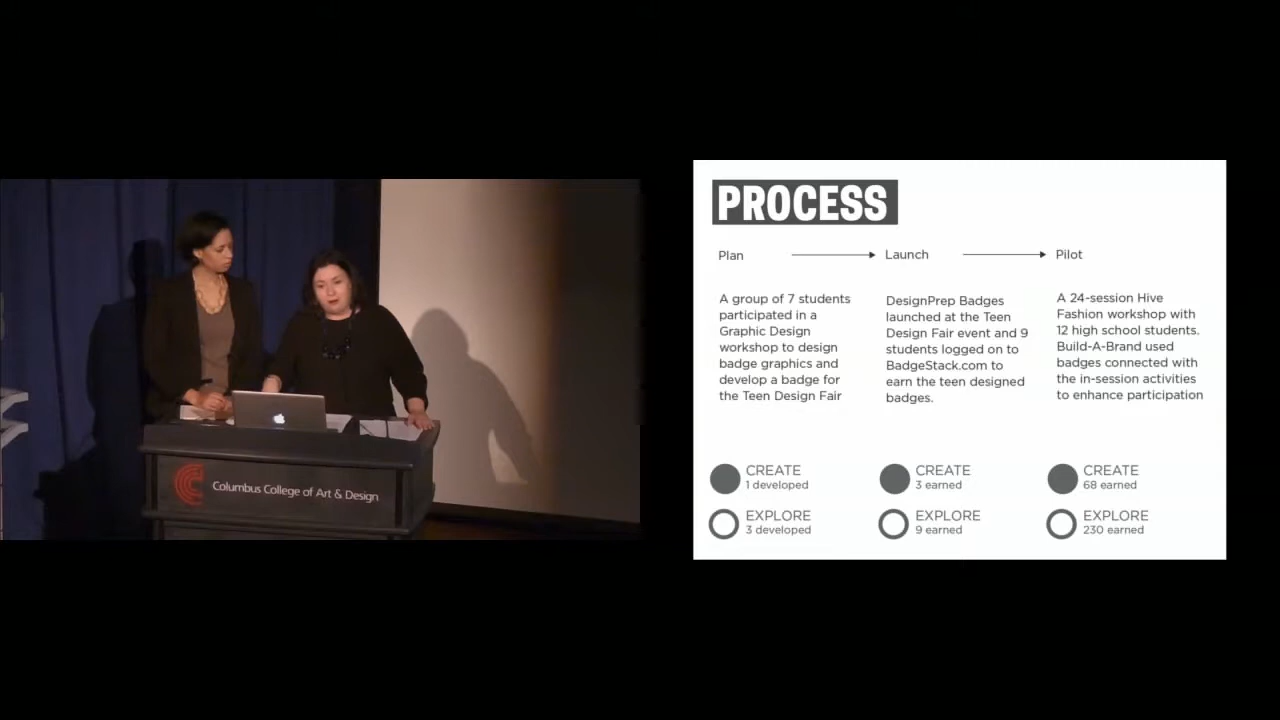 PROCESS
Plan
Launch
Pilot
A group of 7 students
participated in a
Graphic Design
workshop to design
badge graphics and
develop a badge for
the Teen Design Fair
DesignPrep Badges
launched at the Teen
Design Fair event and 9
students logged on to
BadgeStack.com to
earn the teen designed
badges.
A 24-session Hive
Fashion workshop with
12 high school students.
Build-A-Brand used
badges connected with
the in-session activities
to enhance participation
CREATE
1 developed
EXPLORE
3 developed
CREATE
3 earned
EXPLORE
9 earned
CREATE
68 earned
EXPLORE
230 earned
Columbus College of Art & Design